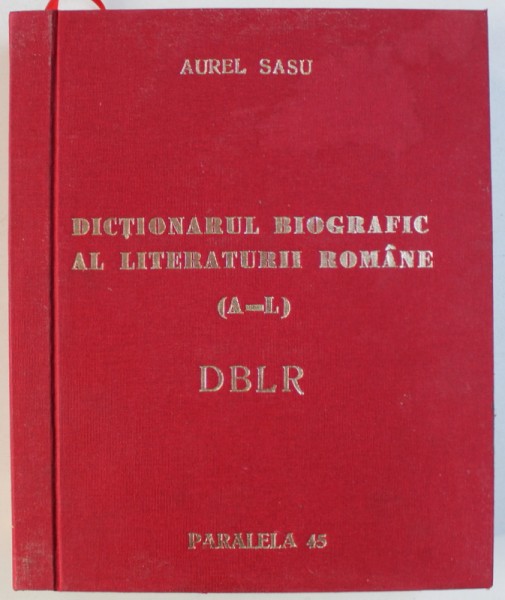 AUREL SASU
DICȚIONARUL BIOGRAFIC
AL LITERATURII ROMÂNE
(A—L)
DBLR
PARALELA 45